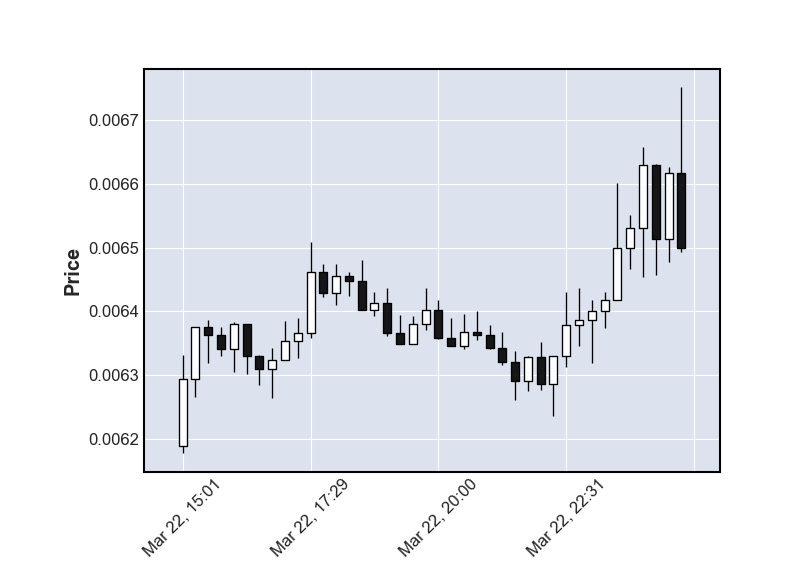 0.0067
0.0066
0.0065
0.0064
0.0063
0.0062
Price
Mar 22, 15:01
Mar 22, 17:29
Mar 22, 20:00
Mar 22, 22:31